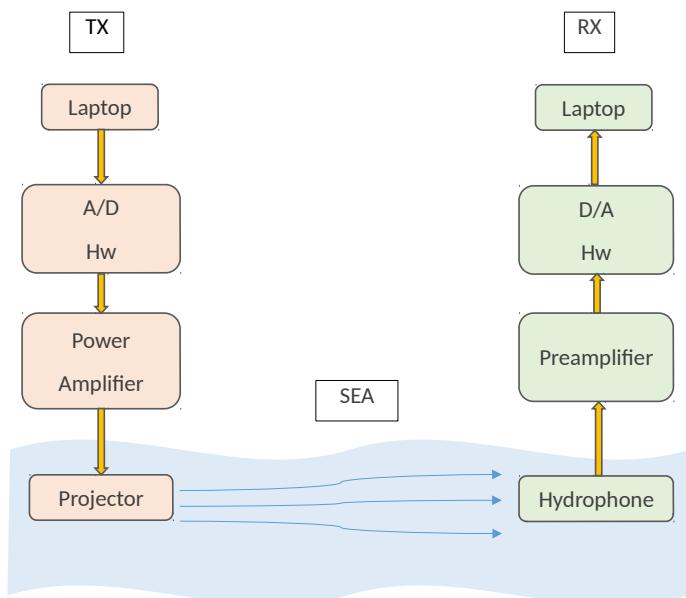 TX
RX
Laptop
Laptop
A/D
Hw
D/A
Hw
Power
Amplifier
Preamplifier
SEA
Projector
Hydrophone